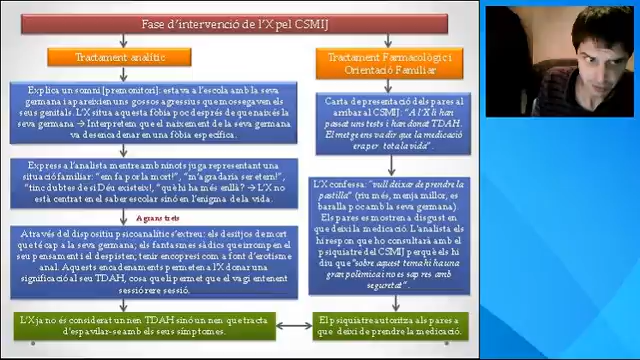 Fase d'intervenció de l'X pel CSMIJ
Tractament analític
Explica un somni [premonitori]: estava a l'escola amb la seva
germana i apareixien uns gossos agressius que mossegaven els
seus genitals. L'X situa aquesta fòbia poc després de que naixés la
seva germana → Interpretem que el naixement de la seva germana
va desencadenar en una fòbia específica.
Express a l'analista mentre amb ninots juga representant una
situació familiar: "em fa por la mort!", "m'agradaria ser etern!",
"tinc dubtes de si Déu existeix!, "què hi ha més enllà? → L'X no
està centrat en el saber escolar sinó en l'enigma de la vida.
A grans trets
Através del dispositiu psicoanalític s'extreu: els desitjos de mort
que té cap a la seva germana; els fantasmes sàdics que irrompen el
seu pensament i el despisten; tenir encopresi com a font d'erotisme
anal. Aquests encadenaments permeten a l'X donar una
significació al seu TDAH, cosa que li permet que el vagi entenent
sessió rere sessió.
L'X ja no és considerat un nen TDAH sinó un nen que tracta
d'espavilar-se amb els seus símptomes.
Tractament Farmacològic i
Orientació Familiar
Carta de presentació dels pares al
arribar al CSMIJ: "A l'X li han
passat uns tests i han donat TDAH.
El metge ens va dir que la medicació
era per tota la vida".
L'X confessa: "vull deixar de prendre la
pastilla" (riu més, menja millor, es
baralla poc amb la seva germana).
Els pares es mostren a disgust en
que deixi la medicació. L'analista els
hi respon que ho consultarà amb el
psiquiatre del CSMIJ perquè els hi
diu que "sobre aquest tema hi ha una
gran polèmica i no es sap res amb
seguretat".
El psiquiatre autoritza als pares a
que deixi de prendre la medicació.